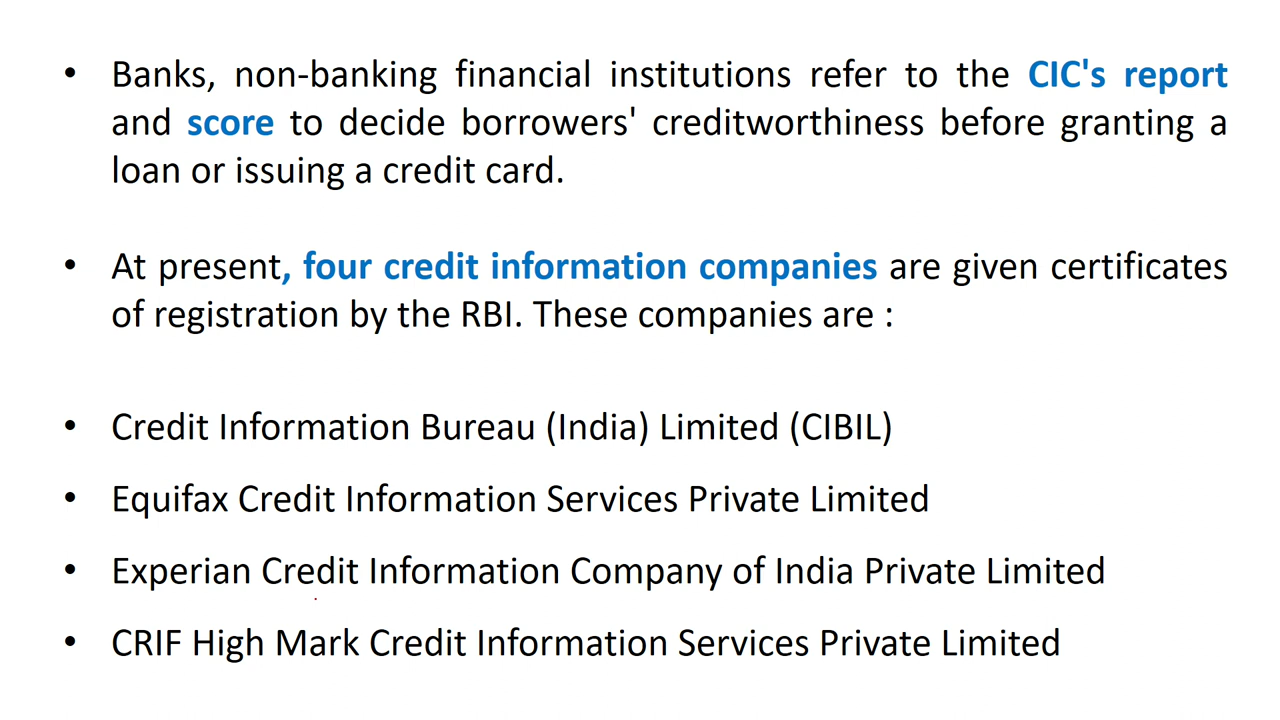 • Banks, non-banking financial institutions refer to the CIC's report
and score to decide borrowers' creditworthiness before granting a
loan or issuing a credit card.
• At present, four credit information companies are given certificates
of registration by the RBI. These companies are :
• Credit Information Bureau (India) Limited (CIBIL)
• Equifax Credit Information Services Private Limited
• Experian Credit Information Company of India Private Limited
• CRIF High Mark Credit Information Services Private Limited